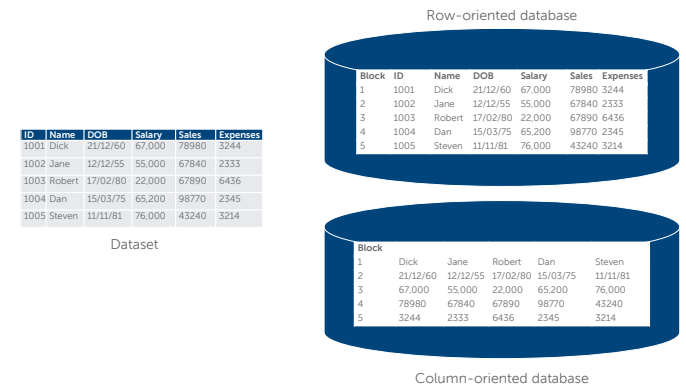 Row-oriented database
Block ID Name DOB Salary Sales Expenses
1 1001 Dick 21/12/60 67,000 78980 3244
2 1002 Jane 12/12/55 55,000 67840 2333
3 1003 Robert 17/02/80 22,000 67890 6436
4 1004 Dan 15/03/75 65,200 98770 2345
5 1005 Steven 11/11/81 76,000 43240 3214
ID Name DOB Salary Sales Expenses
1001 Dick 21/12/60 67,000 78980 3244
1002 Jane 12/12/55 55,000 67840 2333
1003 Robert 17/02/80 22,000 67890 6436
1004 Dan 15/03/75 65,200 98770 2345
1005 Steven 11/11/81 76,000 43240 3214
Dataset
Block
1 Dick Jane Robert Dan Steven
2 21/12/60 12/12/55 17/02/80 15/03/75 11/11/81
3 67,000 55,000 22,000 65,200 76,000
4 78980 67840 67890 98770 43240
5 3244 2333 6436 2345 3214
Column-oriented database